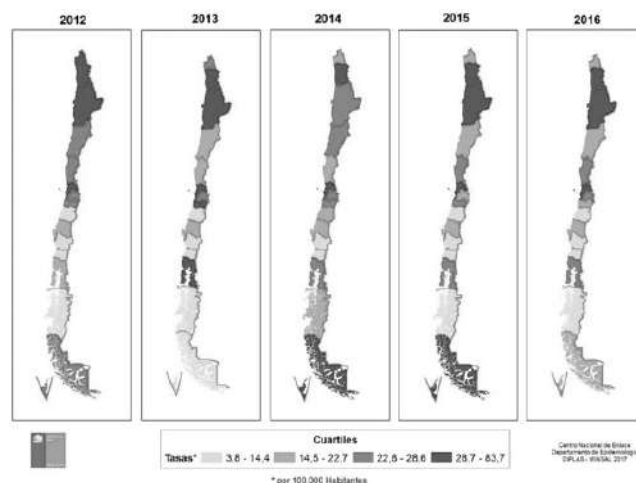 2012 2013 2014 2015 2016
Cuartiles
Tasas* 3,8 - 14,4 14,5 - 22,7 22,8 - 28,6 28,7 - 83,7
* por 100.000 Habitantes
Centro Nacional de Enlace
Departamento de Epidemiología
DIPLAS - MINSAL 2017